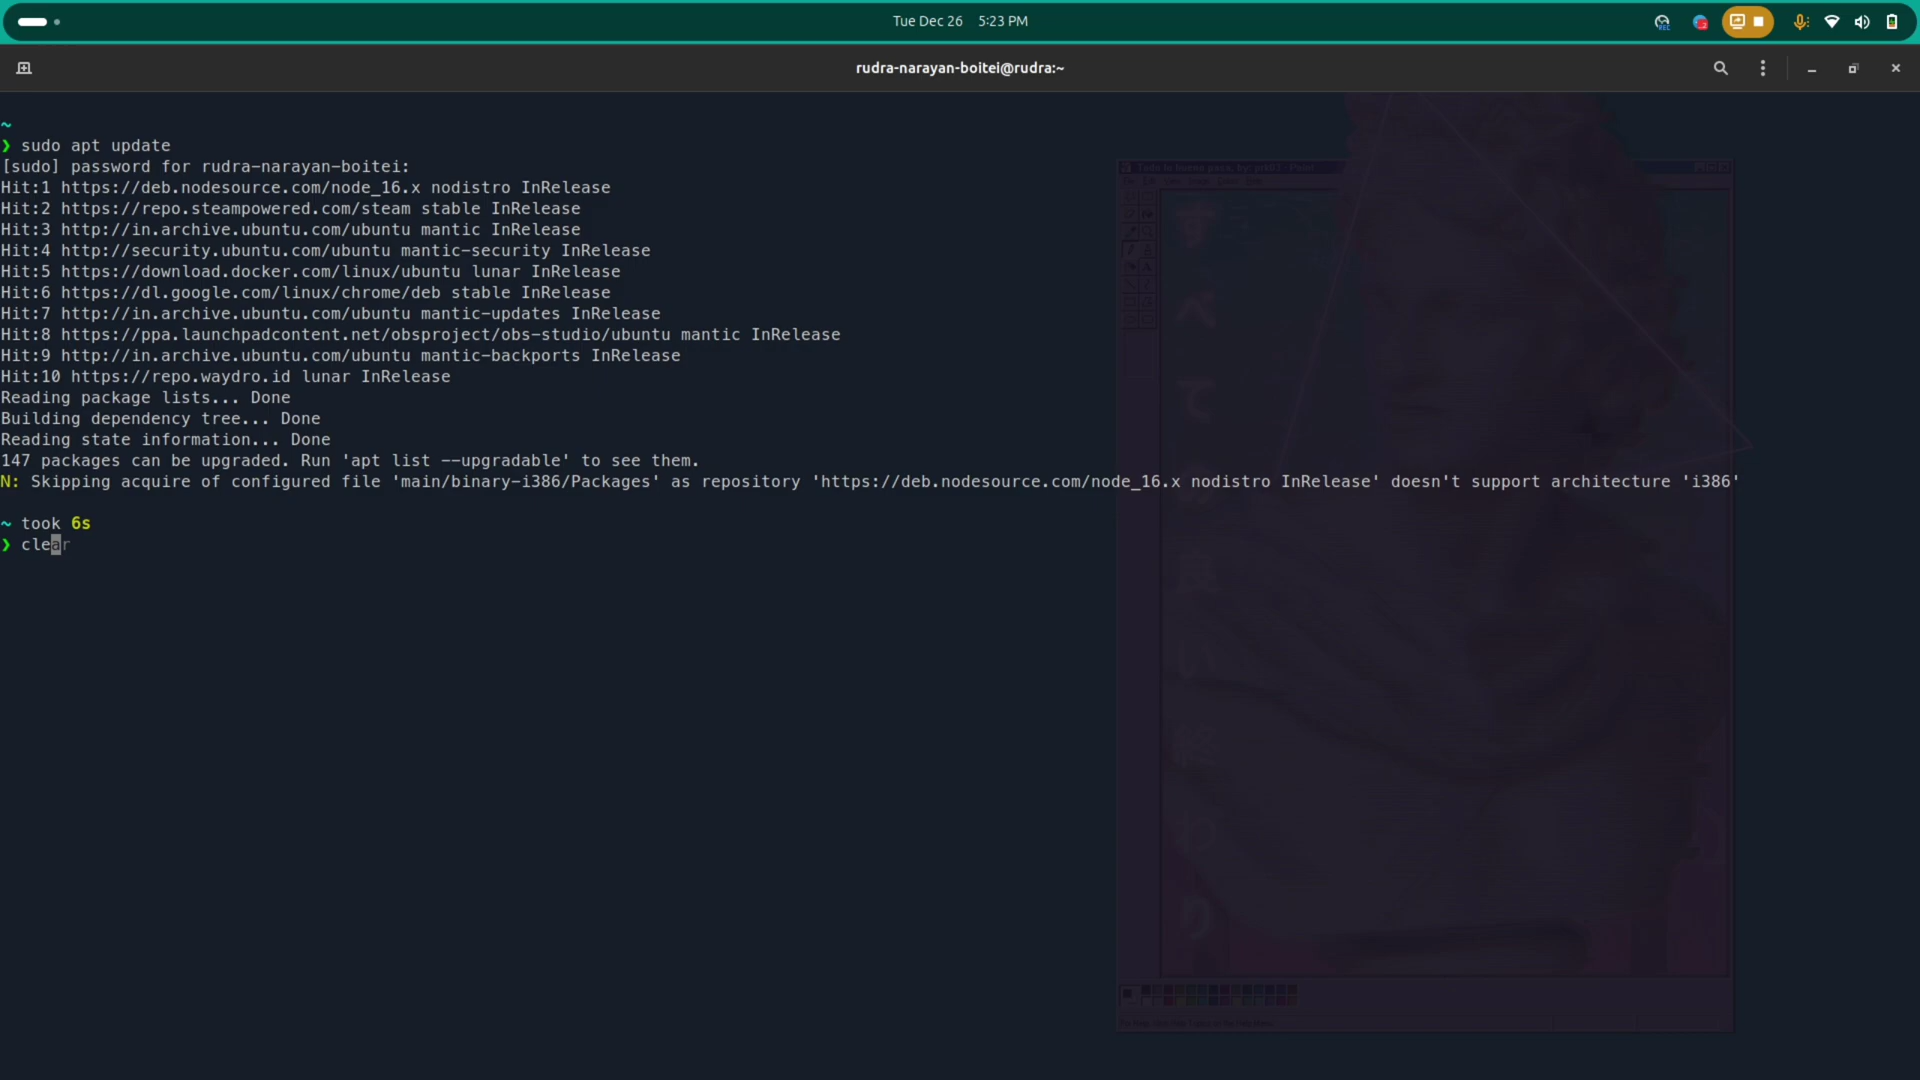 Tue Dec 26 5:23 PM
rudra-narayan-boitei@rudra:~
~
❯ sudo apt update
[sudo] password for rudra-narayan-boitei:
Hit:1 https://deb.nodesource.com/node_16.x nodistro InRelease
Hit:2 https://repo.steampowered.com/steam stable InRelease
Hit:3 http://in.archive.ubuntu.com/ubuntu mantic InRelease
Hit:4 http://security.ubuntu.com/ubuntu mantic-security InRelease
Hit:5 https://download.docker.com/linux/ubuntu lunar InRelease
Hit:6 https://dl.google.com/linux/chrome/deb stable InRelease
Hit:7 http://in.archive.ubuntu.com/ubuntu mantic-updates InRelease
Hit:8 https://ppa.launchpadcontent.net/obsproject/obs-studio/ubuntu mantic InRelease
Hit:9 http://in.archive.ubuntu.com/ubuntu mantic-backports InRelease
Hit:10 https://repo.waydro.id lunar InRelease
Reading package lists... Done
Building dependency tree... Done
Reading state information... Done
147 packages can be upgraded. Run 'apt list --upgradable' to see them.
N: Skipping acquire of configured file 'main/binary-i386/Packages' as repository 'https://deb.nodesource.com/node_16.x nodistro InRelease' doesn't support architecture 'i386'
~ took 6s
❯ clear